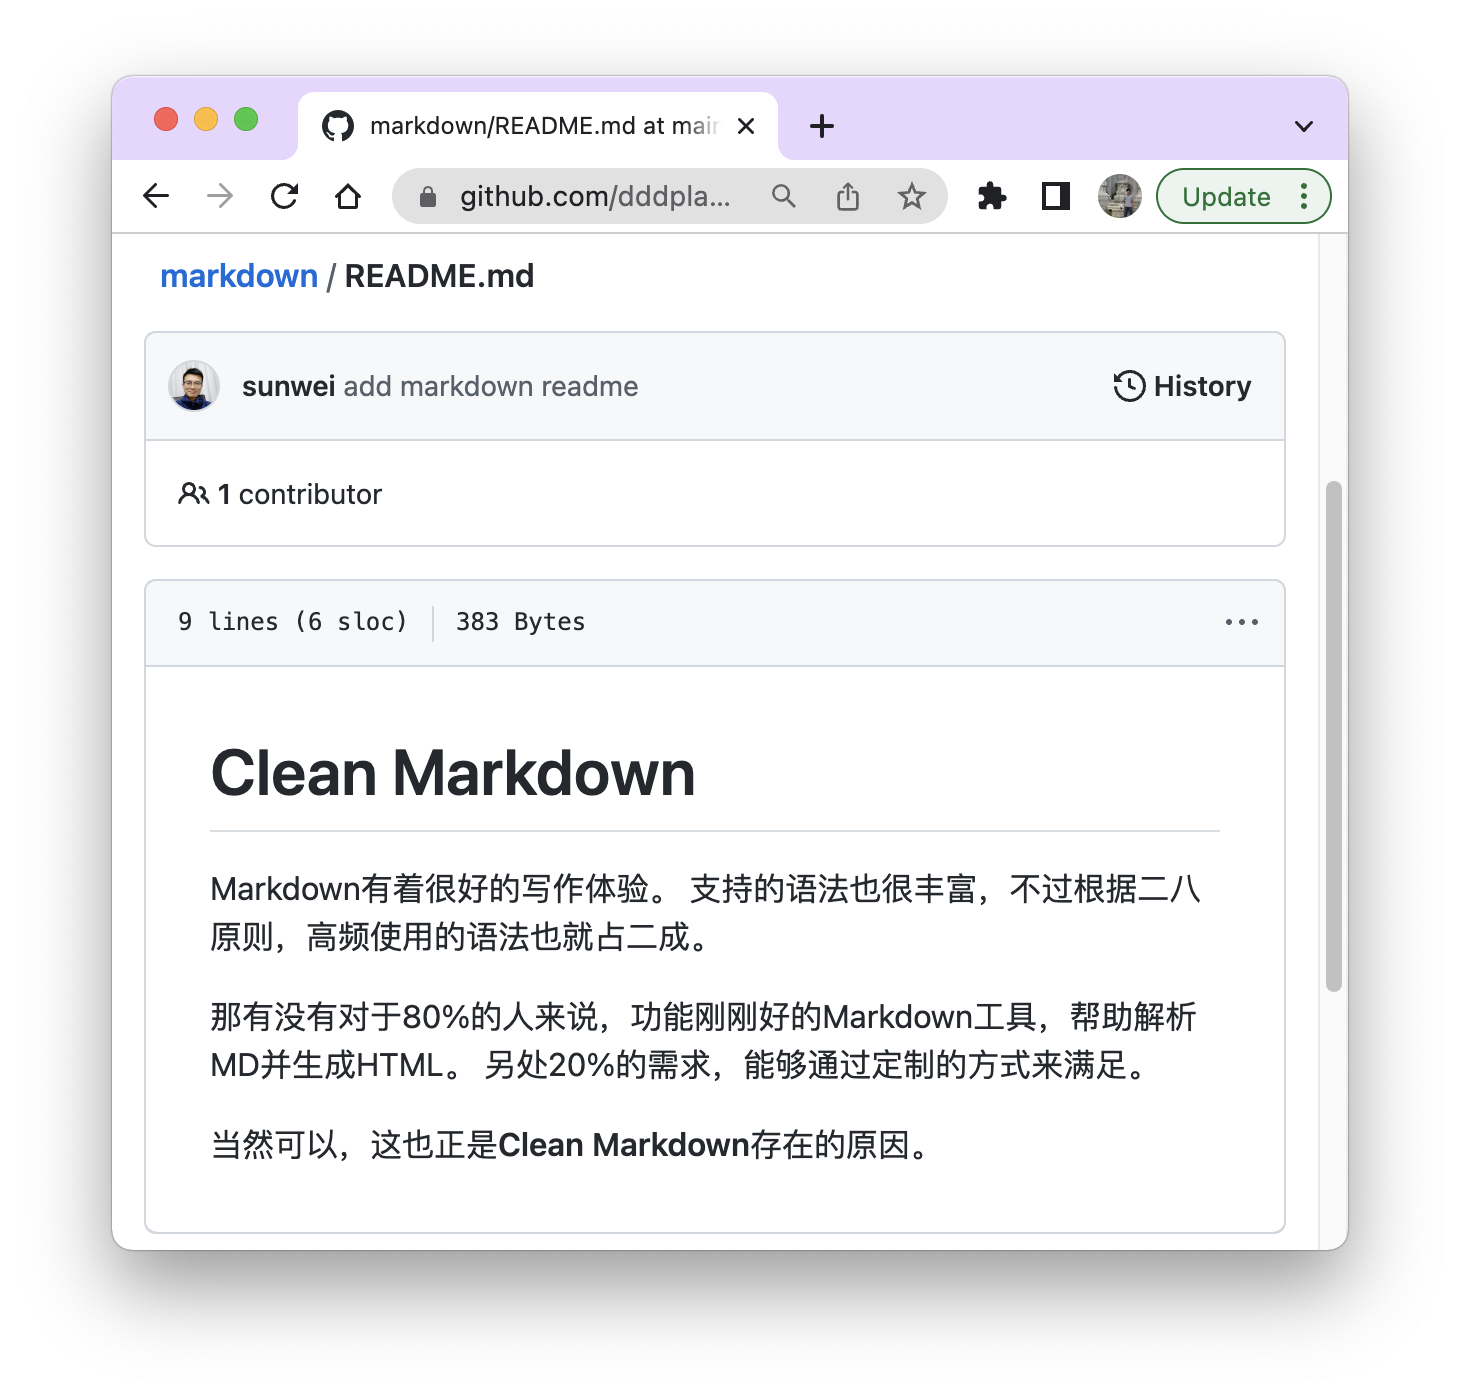 markdown/README.md at mai
github.com/dddpla...
Update
markdown / README.md
sunwei add markdown readme
History
1 contributor
9 lines (6 sloc)
383 Bytes
Clean Markdown
Markdown有着很好的写作体验。 支持的语法也很丰富，不过根据二八
原则，高频使用的语法也就占二成。
那有没有对于80%的人来说，功能刚刚好的Markdown工具，帮助解析
MD并生成HTML。 另处20%的需求，能够通过定制的方式来满足。
当然可以，这也正是Clean Markdown存在的原因。